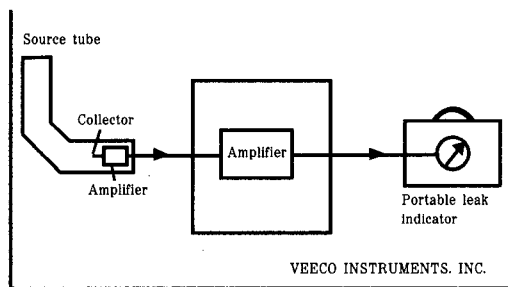 Source tube
Collector
Amplifier
Amplifier
Portable leak
indicator
VEECO INSTRUMENTS. INC.